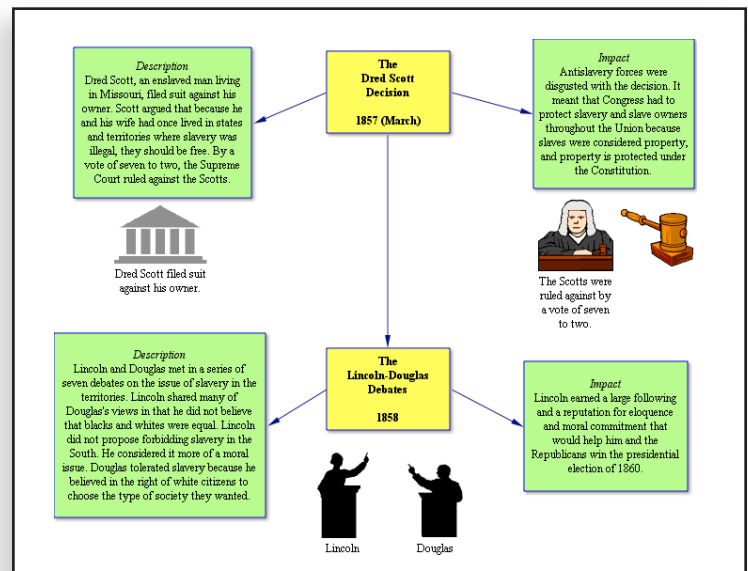 Description
Dred Scott, an enslaved man living
in Missouri, filed suit against his
owner. Scott argued that because he
and his wife had once lived in states
and territories where slavery was
illegal, they should be free. By a
vote of seven to two, the Supreme
Court ruled against the Scotts.
The
Dred Scott
Decision
1857 (March)
Impact
Antislavery forces were
disgusted with the decision. It
meant that Congress had to
protect slavery and slave owners
throughout the Union because
slaves were considered property,
and property is protected under
the Constitution.
Dred Scott filed suit
against his owner.
The Scotts were
ruled against by
a vote of seven
to two.
Description
Lincoln and Douglas met in a series of
seven debates on the issue of slavery in the
territories. Lincoln shared many of
Douglas's views in that he did not believe
that blacks and whites were equal. Lincoln
did not propose forbidding slavery in the
South. He considered it more of a moral
issue. Douglas tolerated slavery because he
believed in the right of white citizens to
choose the type of society they wanted.
The
Lincoln-Douglas
Debates
1858
Impact
Lincoln earned a large following
and a reputation for eloquence
and moral commitment that
would help him and the
Republicans win the presidential
election of 1860.
Lincoln
Douglas